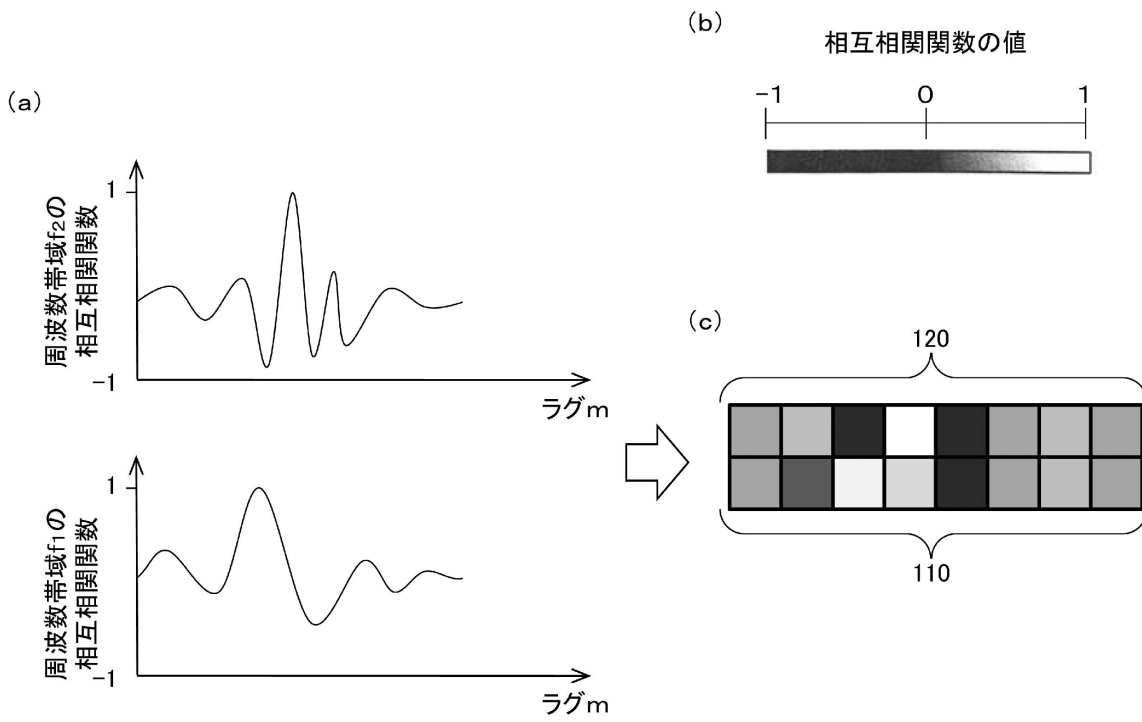 (a)
1
周波数帯域f2の
相互相関関数
-1
ラグm
1
周波数帯域f1の
相互相関関数
-1
ラグm
(b)
相互相関関数の値
-1 0 1
(c)
120
110